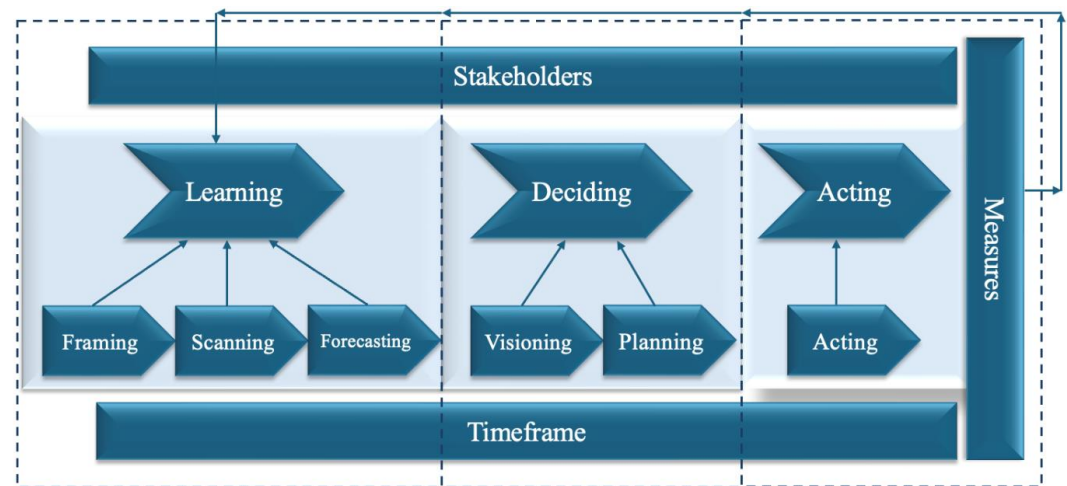 Stakeholders
Learning
Deciding
Acting
Measures
Framing
Scanning
Forecasting
Visioning
Planning
Acting
Timeframe